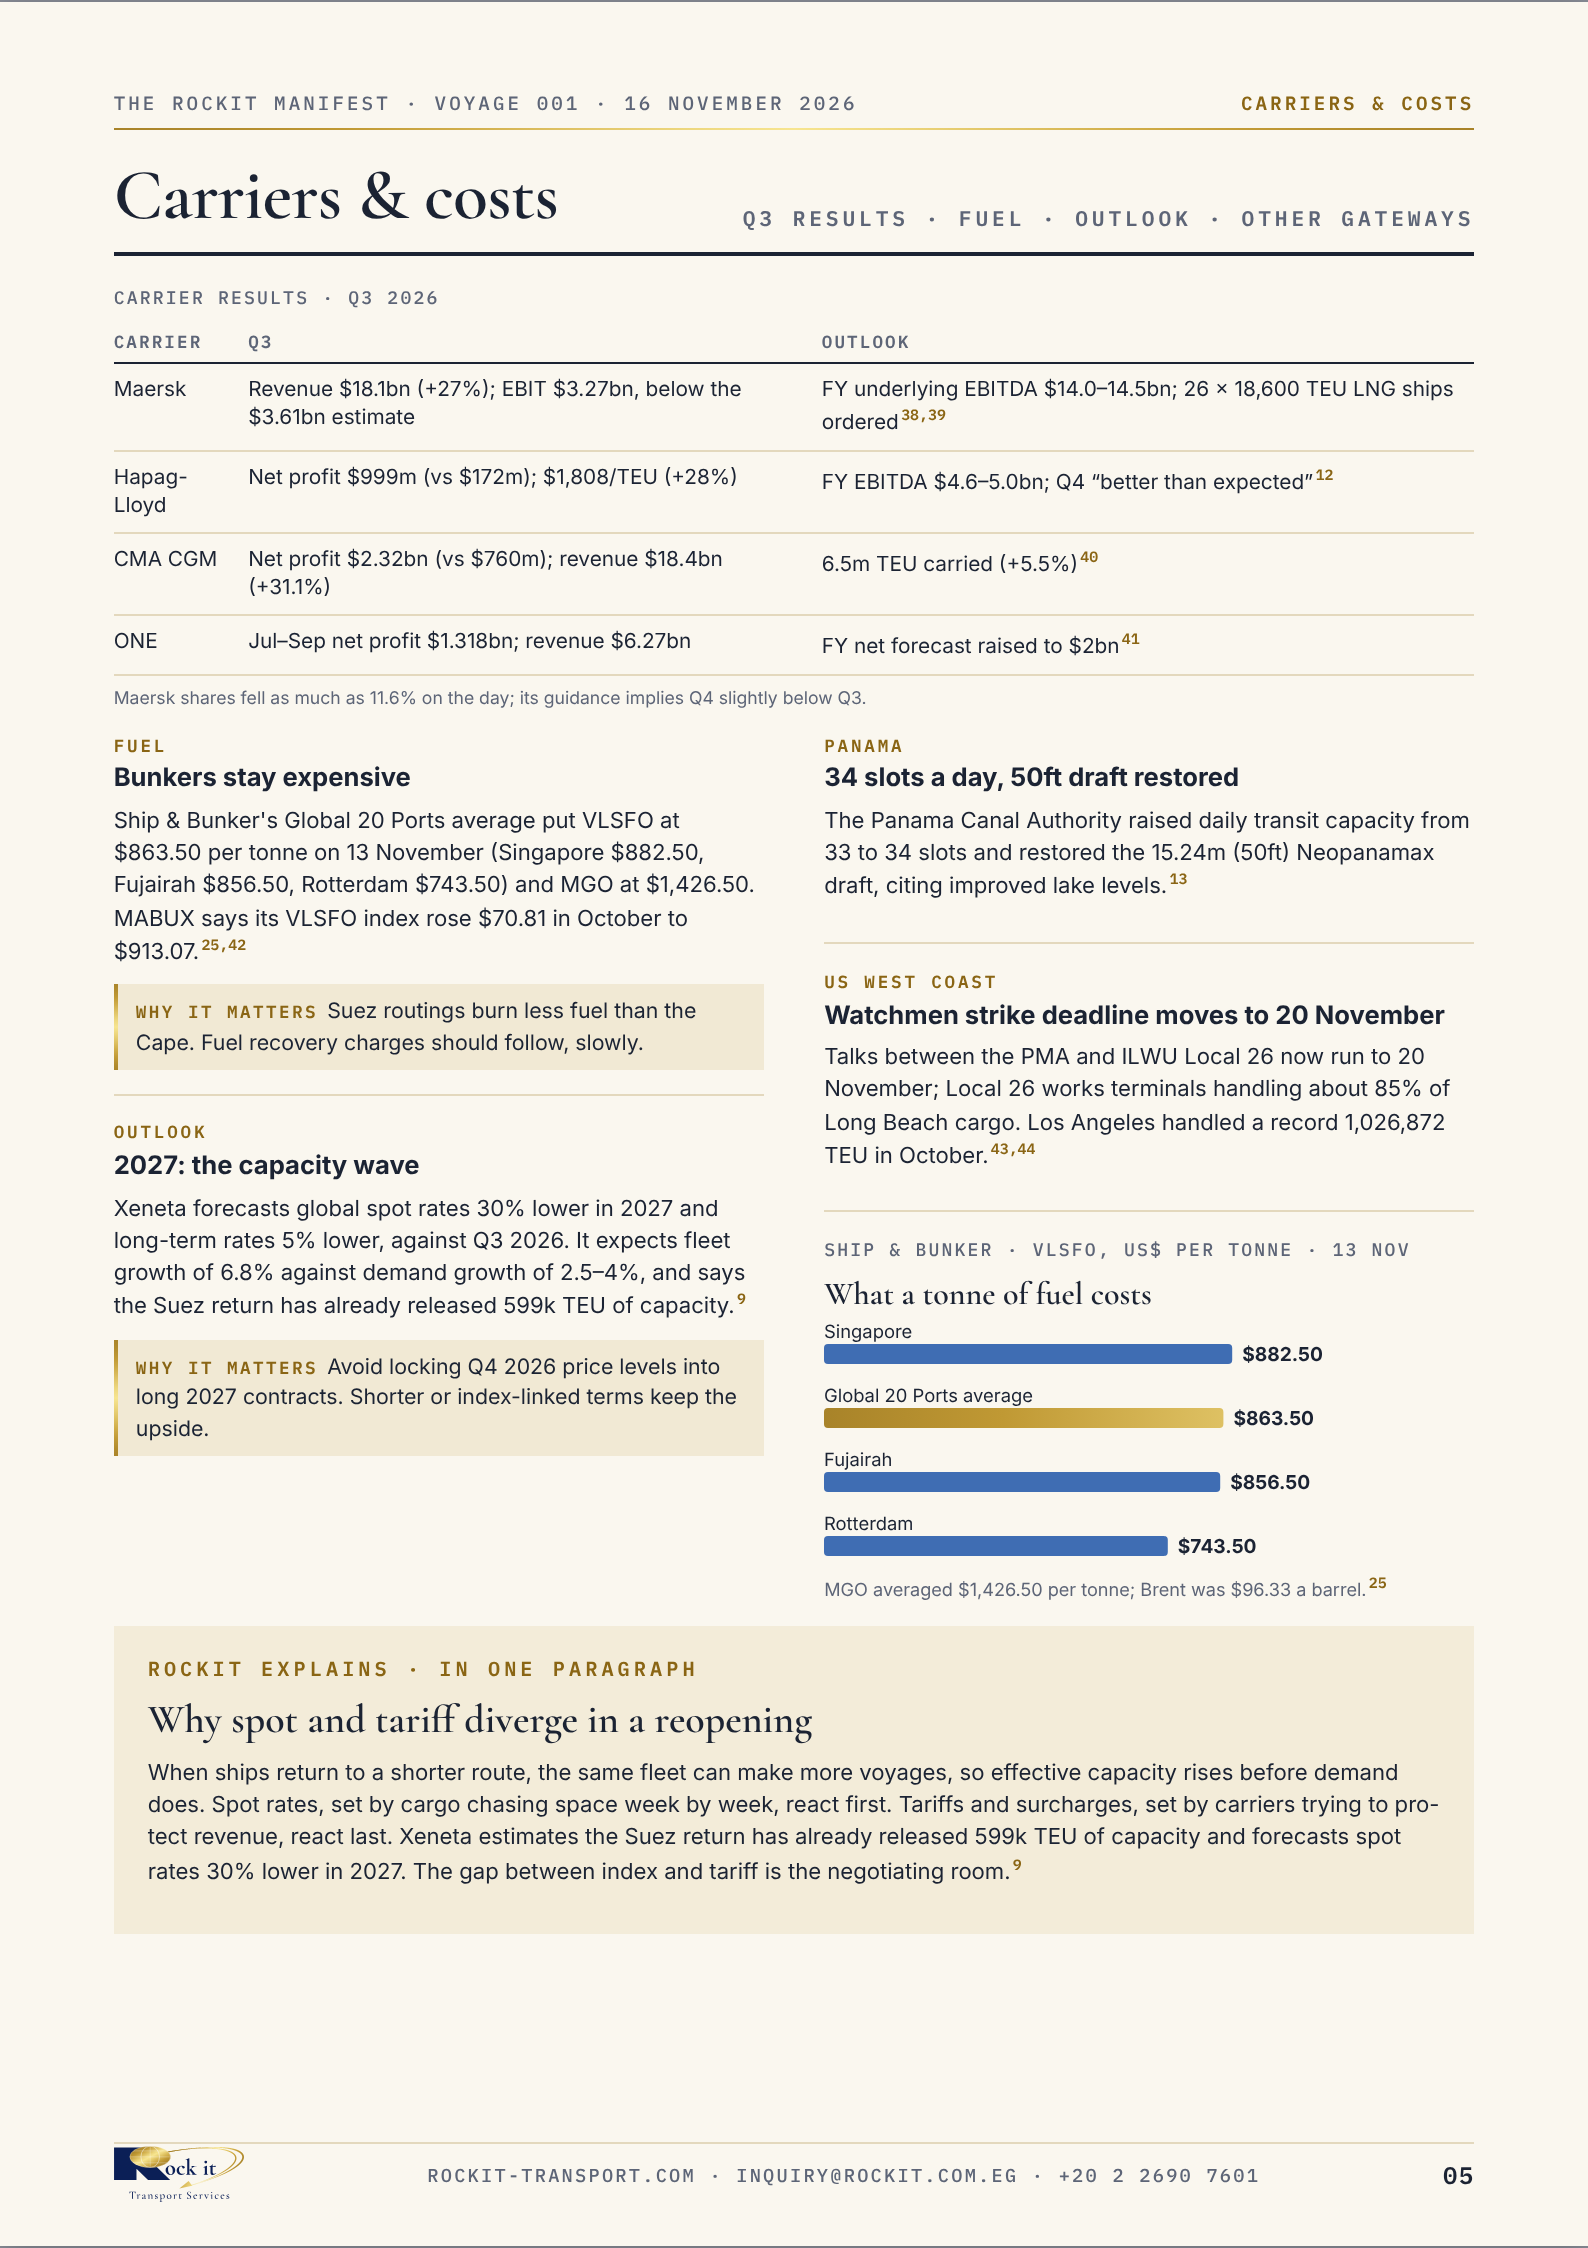 THE ROCKIT MANIFEST · VOYAGE 001 · 16 NOVEMBER 2026
CARRIERS & COSTS
Carriers & costs
Q3 RESULTS · FUEL · OUTLOOK · OTHER GATEWAYS
CARRIER RESULTS · Q3 2026
CARRIER Q3 OUTLOOK
Maersk Revenue $18.1bn (+27%); EBIT $3.27bn, below the FY underlying EBITDA $14.0–14.5bn; 26 × 18,600 TEU LNG ships
$3.61bn estimate ordered 38,39
Hapag- Net profit $999m (vs $172m); $1,808/TEU (+28%) FY EBITDA $4.6–5.0bn; Q4 “better than expected” 12
Lloyd
CMA CGM Net profit $2.32bn (vs $760m); revenue $18.4bn 6.5m TEU carried (+5.5%) 40
(+31.1%)
ONE Jul–Sep net profit $1.318bn; revenue $6.27bn FY net forecast raised to $2bn 41
Maersk shares fell as much as 11.6% on the day; its guidance implies Q4 slightly below Q3.
FUEL
Bunkers stay expensive
Ship & Bunker's Global 20 Ports average put VLSFO at
$863.50 per tonne on 13 November (Singapore $882.50,
Fujairah $856.50, Rotterdam $743.50) and MGO at $1,426.50.
MABUX says its VLSFO index rose $70.81 in October to
$913.07. 25,42
WHY IT MATTERS Suez routings burn less fuel than the
Cape. Fuel recovery charges should follow, slowly.
OUTLOOK
2027: the capacity wave
Xeneta forecasts global spot rates 30% lower in 2027 and
long-term rates 5% lower, against Q3 2026. It expects fleet
growth of 6.8% against demand growth of 2.5–4%, and says
the Suez return has already released 599k TEU of capacity. 9
WHY IT MATTERS Avoid locking Q4 2026 price levels into
long 2027 contracts. Shorter or index-linked terms keep the
upside.
PANAMA
34 slots a day, 50ft draft restored
The Panama Canal Authority raised daily transit capacity from
33 to 34 slots and restored the 15.24m (50ft) Neopanamax
draft, citing improved lake levels. 13
US WEST COAST
Watchmen strike deadline moves to 20 November
Talks between the PMA and ILWU Local 26 now run to 20
November; Local 26 works terminals handling about 85% of
Long Beach cargo. Los Angeles handled a record 1,026,872
TEU in October. 43,44
SHIP & BUNKER · VLSFO, US$ PER TONNE · 13 NOV
What a tonne of fuel costs
Singapore
$882.50
Global 20 Ports average
$863.50
Fujairah
$856.50
Rotterdam
$743.50
MGO averaged $1,426.50 per tonne; Brent was $96.33 a barrel. 25
ROCKIT EXPLAINS · IN ONE PARAGRAPH
Why spot and tariff diverge in a reopening
When ships return to a shorter route, the same fleet can make more voyages, so effective capacity rises before demand
does. Spot rates, set by cargo chasing space week by week, react first. Tariffs and surcharges, set by carriers trying to pro-
tect revenue, react last. Xeneta estimates the Suez return has already released 599k TEU of capacity and forecasts spot
rates 30% lower in 2027. The gap between index and tariff is the negotiating room. 9
Rock it
Transport Services
ROCKIT-TRANSPORT.COM · INQUIRY@ROCKIT.COM.EG · +20 2 2690 7601
05